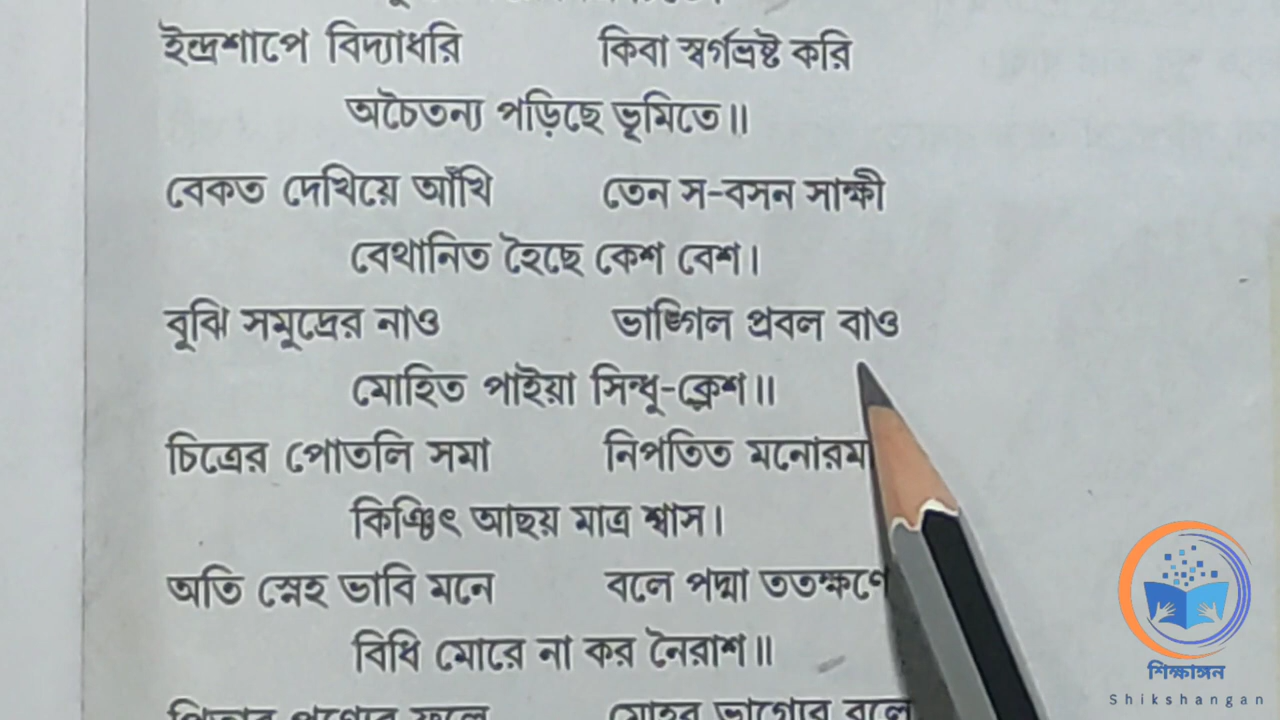 ইন্দ্রশাপে বিদ্যাধরি কিবা স্বর্গভ্রষ্ট করি
অচৈতন্য পড়িছে ভূমিতে॥
বেকত দেখিয়ে আঁখি তেন স-বসন সাক্ষী
বেথানিত হৈছে কেশ বেশ।
বুঝি সমুদ্রের নাও ভাঙ্গিল প্রবল বাও
মোহিত পাইয়া সিন্ধু-ক্লেশ॥
চিত্রের পোতলি সমা নিপতিত মনোরমা
কিঞ্চিৎ আছয় মাত্র শ্বাস।
অতি স্নেহ ভাবি মনে বলে পদ্মা ততক্ষণে
বিধি মোরে না কর নৈরাশ॥
শিক্ষাঙ্গন
Shikshangan